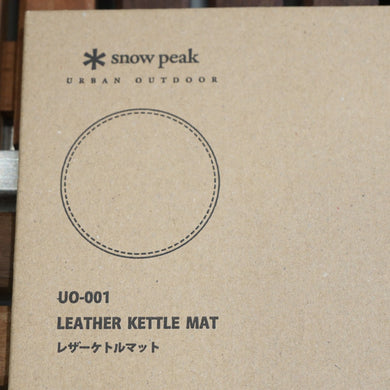 snow peak
URBAN OUTDOOR
UO-001
LEATHER KETTLE MAT
レザーケトルマット